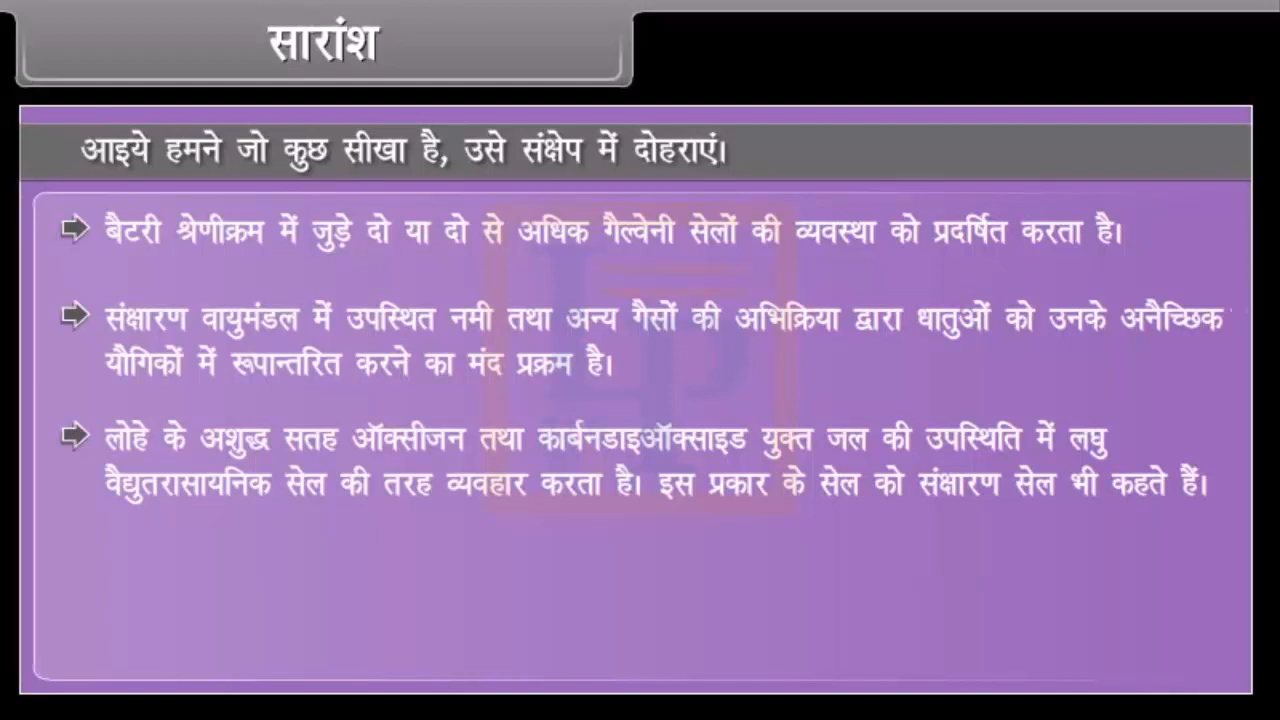 सारांश
आइये हमने जो कुछ सीखा है, उसे संक्षेप में दोहराएं।
बैटरी श्रेणीक्रम में जुड़े दो या दो से अधिक गैल्वेनी सेलों की व्यवस्था को प्रदर्षित करता है।
संक्षारण वायुमंडल में उपस्थित नमी तथा अन्य गैसों की अभिक्रिया द्वारा धातुओं को उनके अनैच्छिक
यौगिकों में रूपान्तरित करने का मंद प्रक्रम है।
लोहे के अशुद्ध सतह ऑक्सीजन तथा कार्बनडाइऑक्साइड युक्त जल की उपस्थिति में लघु
वैद्युतरासायनिक सेल की तरह व्यवहार करता है। इस प्रकार के सेल को संक्षारण सेल भी कहते हैं।